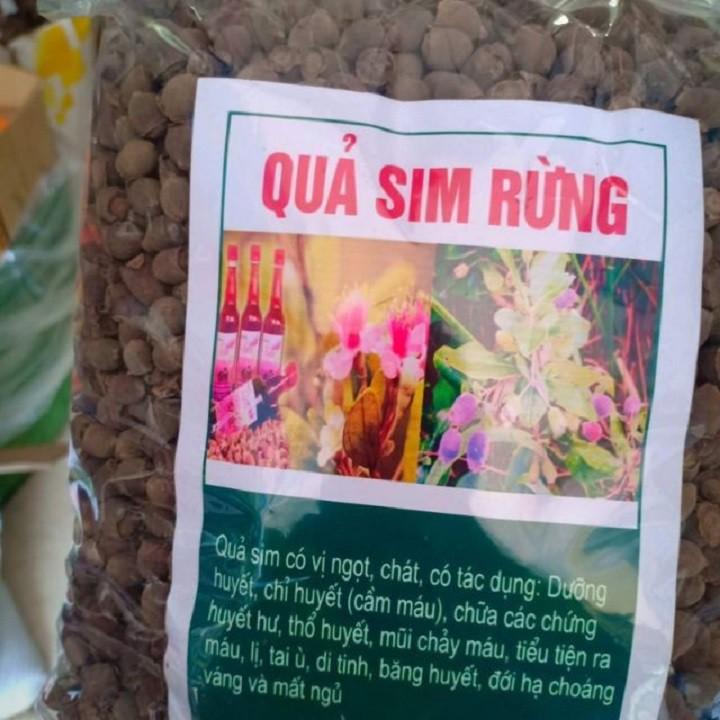 QUẢ SIM RỪNG
Quả sim có vị ngọt, chát, có tác dụng: Dưỡng
huyết, chỉ huyết (cầm máu), chữa các chứng
huyết hư, thổ huyết, mũi chảy máu, tiểu tiện ra
máu, lị, tai ù, di tinh, băng huyết, đới hạ choáng
váng và mất ngủ